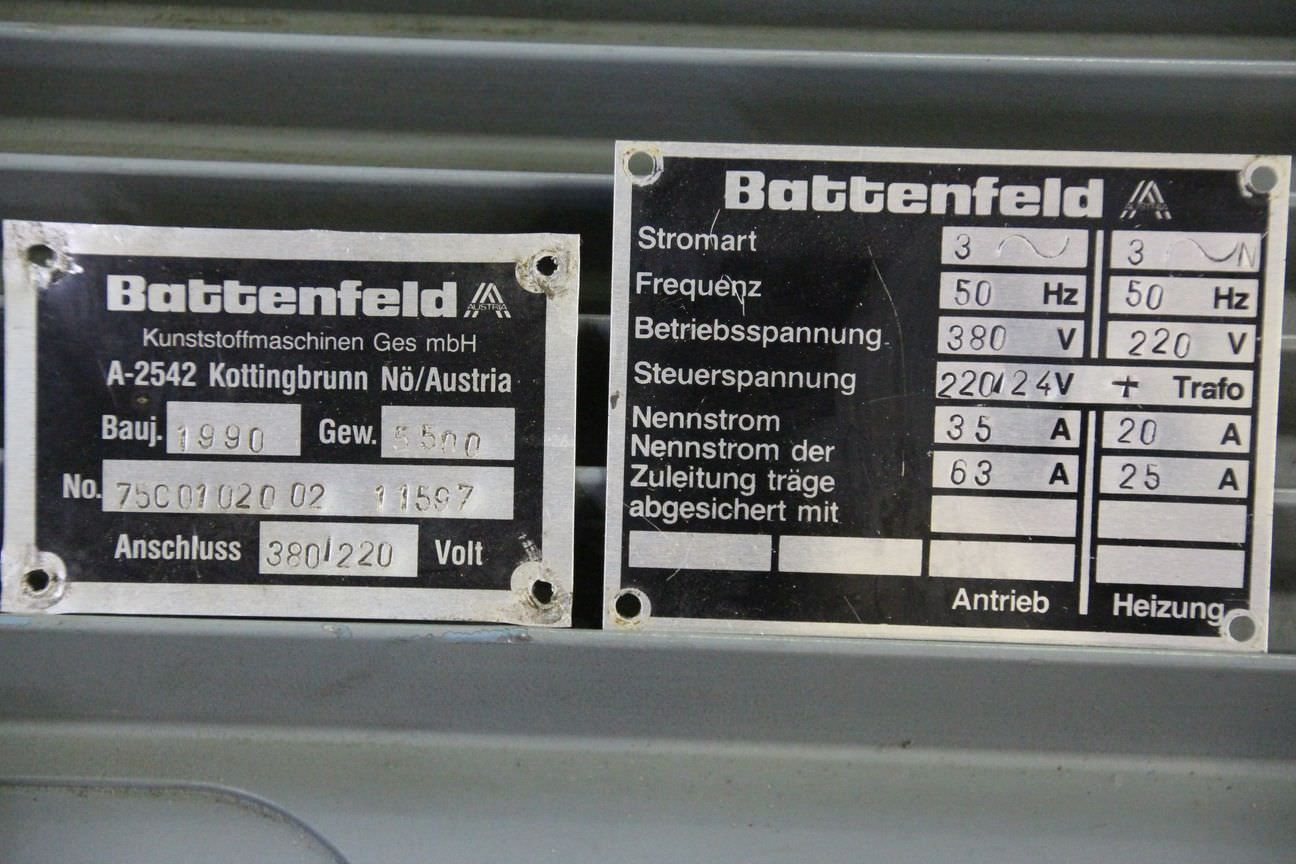 Battenfeld AUSTRIA
Kunststoffmaschinen Ges mbH
A-2542 Kottingbrunn Nö/Austria
Bauj. 1990 Gew. 5500
No. 75C0102002 11597
Anschluss 380/220 Volt
Battenfeld AUSTRIA
Stromart 3 ~ 3 ~ N
Frequenz 50 Hz 50 Hz
Betriebsspannung 380 V 220 V
Steuerspannung 220/24V + Trafo
Nennstrom 35 A 20 A
Nennstrom der
Zuleitung träge 63 A 25 A
abgesichert mit
Antrieb Heizung